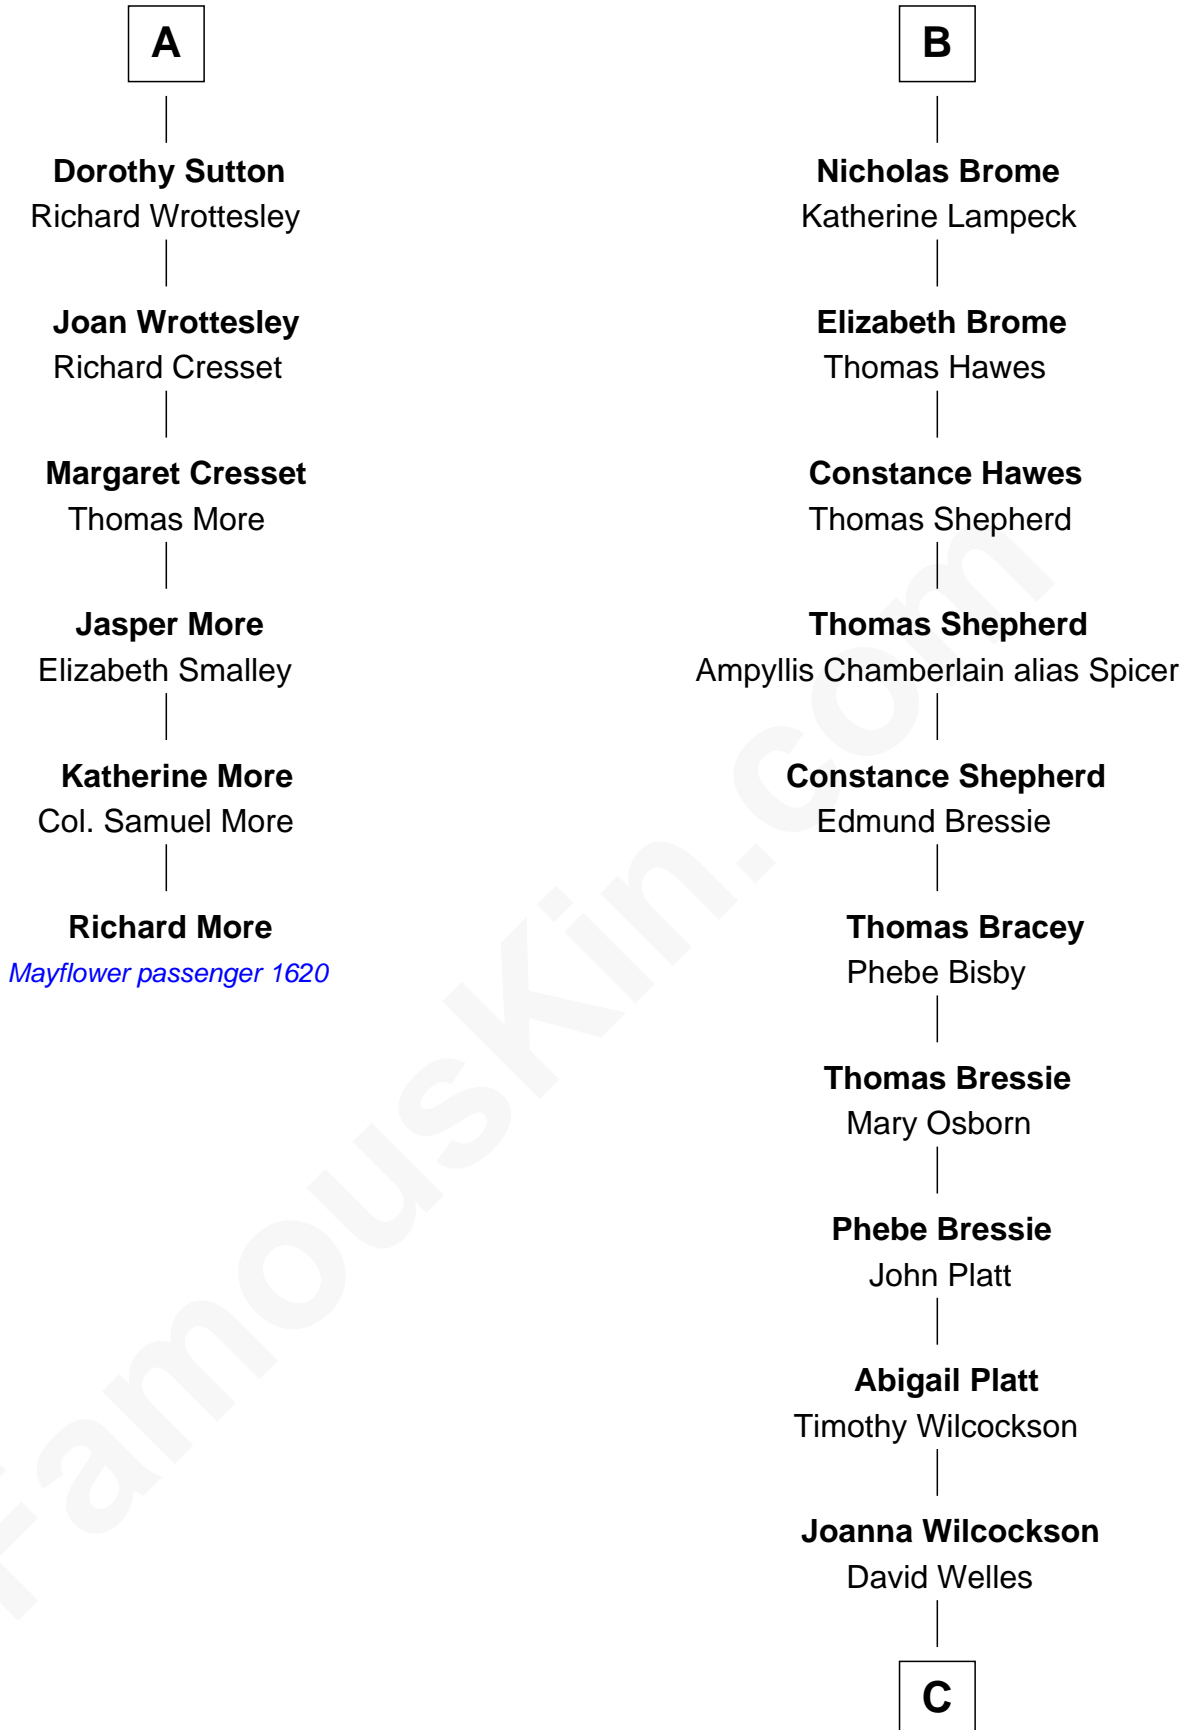 A
Dorothy Sutton
Richard Wrottesley
Joan Wrottesley
Richard Cresset
Margaret Cresset
Thomas More
Jasper More
Elizabeth Smalley
Katherine More
Col. Samuel More
Richard More
Mayflower passenger 1620
B
Nicholas Brome
Katherine Lampeck
Elizabeth Brome
Thomas Hawes
Constance Hawes
Thomas Shepherd
Thomas Shepherd
Ampyllis Chamberlain alias Spicer
Constance Shepherd
Edmund Bressie
Thomas Bracey
Phebe Bisby
Thomas Bressie
Mary Osborn
Phebe Bressie
John Platt
Abigail Platt
Timothy Wilcockson
Joanna Wilcockson
David Welles
C
FamousKin.com